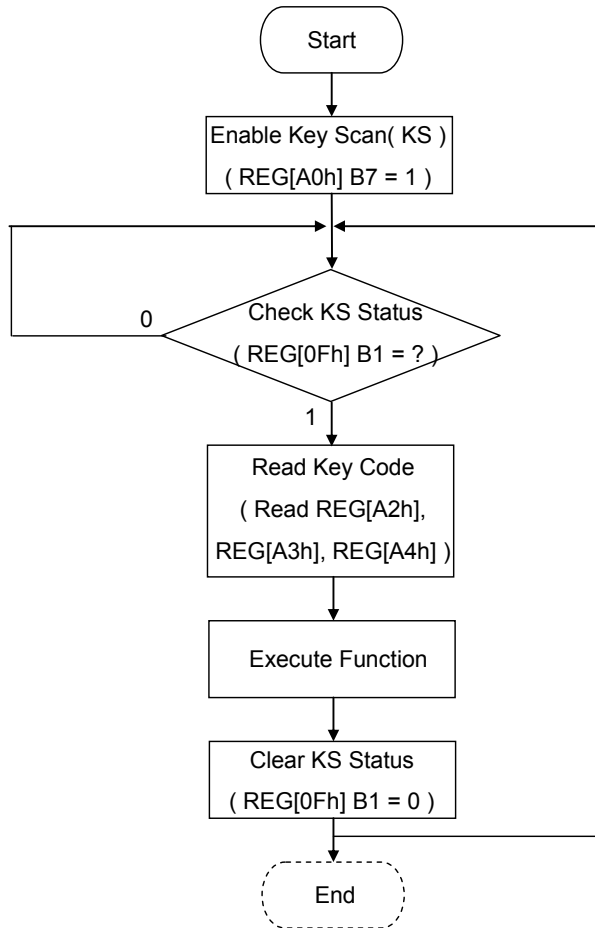 Start
Enable Key Scan( KS )
( REG[A0h] B7 = 1 )
0
Check KS Status
( REG[0Fh] B1 = ? )
1
Read Key Code
( Read REG[A2h],
REG[A3h], REG[A4h] )
Execute Function
Clear KS Status
( REG[0Fh] B1 = 0 )
End